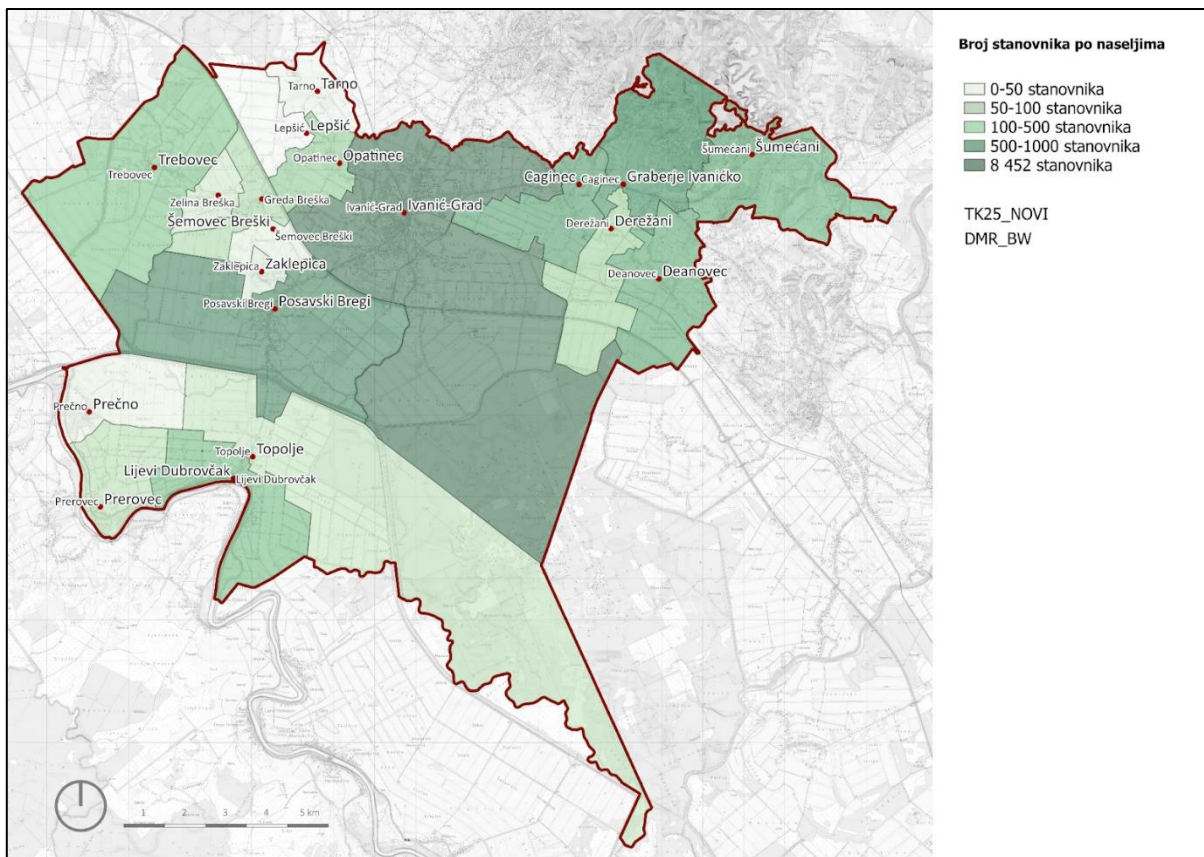 Broj stanovnika po naseljima
0-50 stanovnika
50-100 stanovnika
100-500 stanovnika
500-1000 stanovnika
8 452 stanovnika
TK25_NOVI
DMR_BW
Tarno Tarno
Lepšić Lepšić
Opatinec Opatinec
Trebovec
Trebovec
Zelina Breška
Greda Breška
Šemovec Breški
Šemovec Breški
Zaklepica Zaklepica
Posavski Bregi Posavski Bregi
Ivanić-Grad Ivanić-Grad
Caginec Caginec
Graberje Ivanićko
Šumećani Šumećani
Derežani Derežani
Deanovec Deanovec
Prečno Prečno
Topolje Topolje
Lijevi Dubrovčak
Lijevi Dubrovčak
Prerovec Prerovec
1 2 3 4 5 km